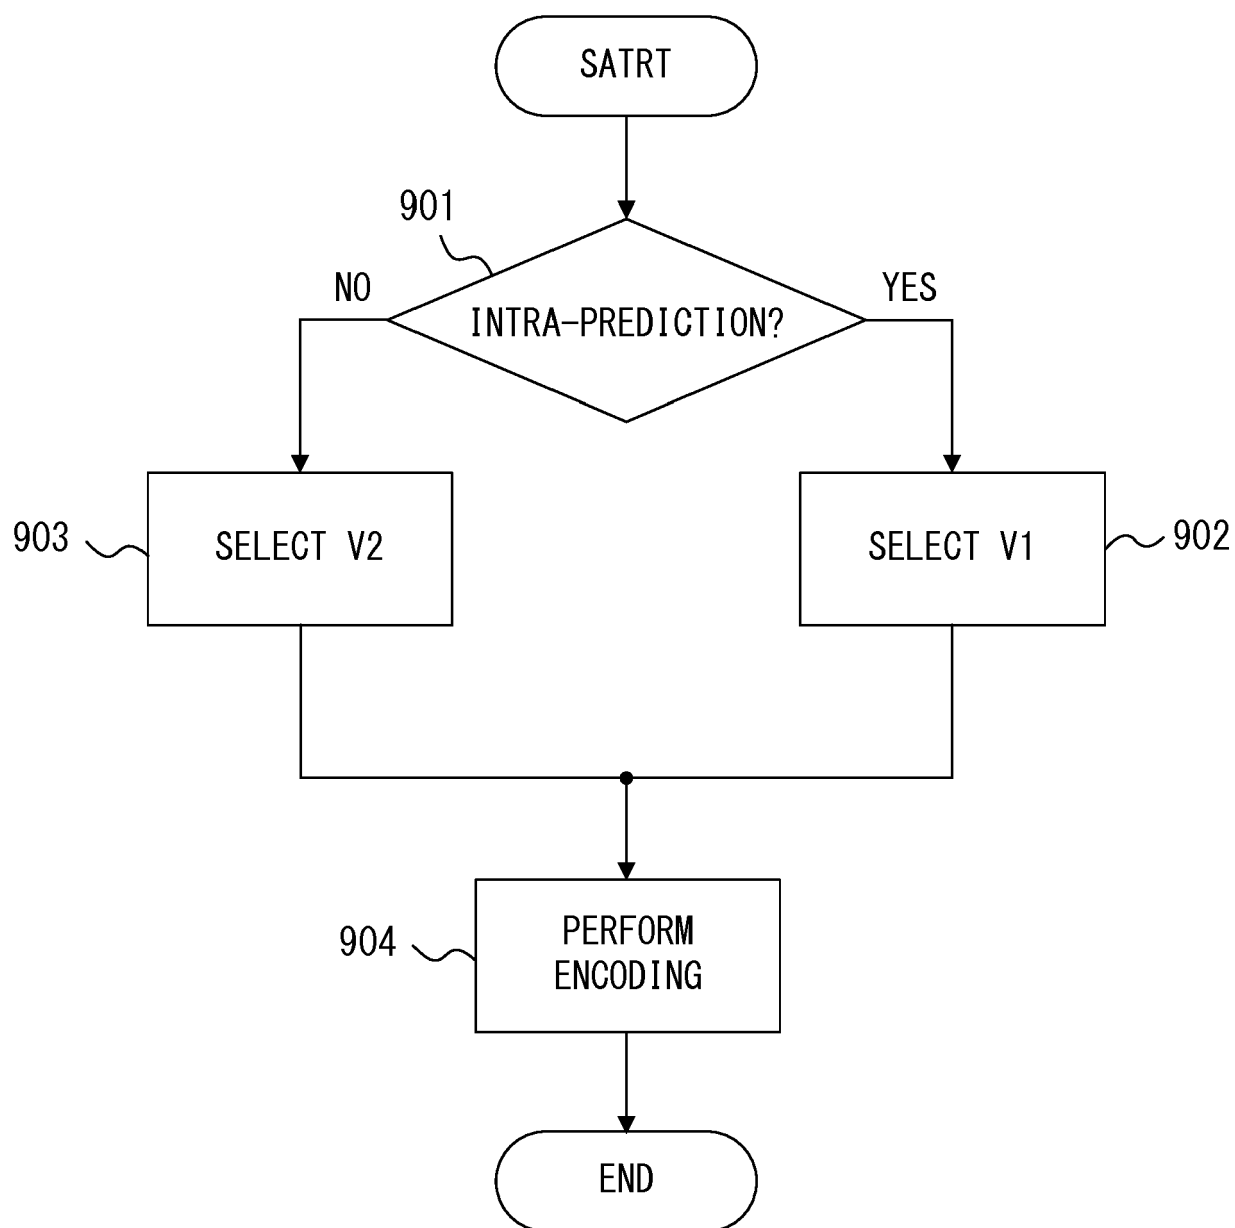 SATRT
901
NO
YES
INTRA-PREDICTION?
903
SELECT V2
SELECT V1
902
904
PERFORM
ENCODING
END